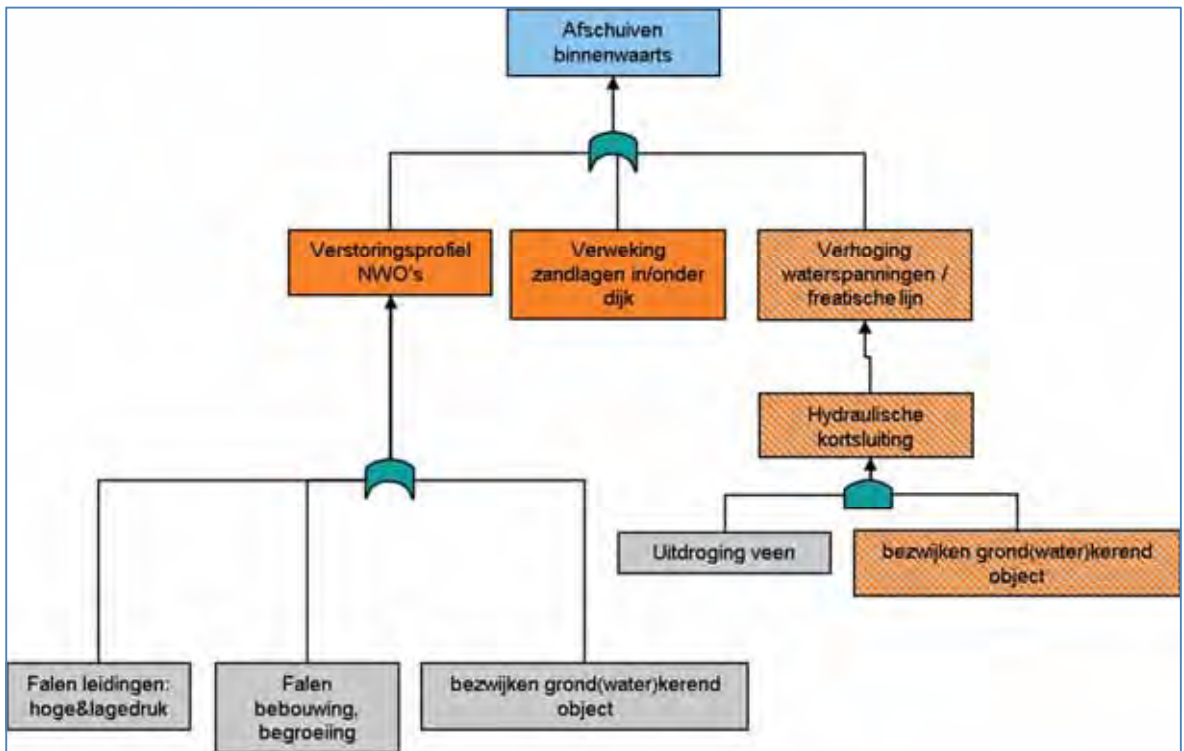 Afschuiven
binnenwaarts
Verstoringsprofiel
NWO's
Verweking
zandlagen in/onder
dijk
Verhoging
waterspanningen /
freatische lijn
Hydraulische
kortsluiting
Uitdroging veen
bezwijken grond(water)kerend
object
Falen leidingen:
hoge&lagedruk
Falen
bebouwing,
begroeiing
bezwijken grond(water)kerend
object